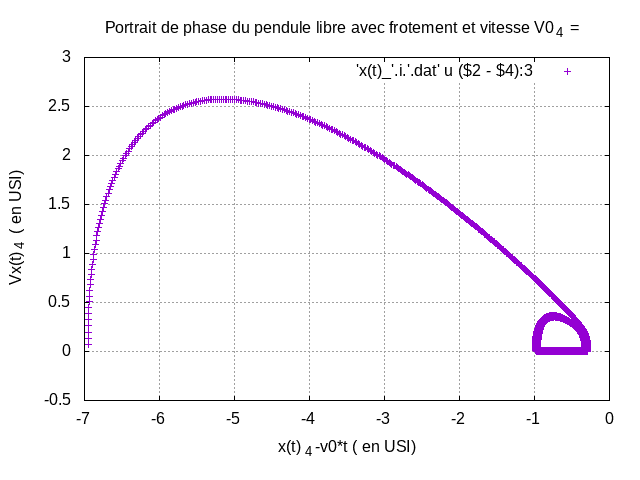 Portrait de phase du pendule libre avec frotement et vitesse V0 4 =
'x(t)_'.i.'.dat' u ($2 - $4):3
3
2.5
2
1.5
1
0.5
0
-0.5
Vx(t) 4 ( en USI)
-7 -6 -5 -4 -3 -2 -1 0
x(t) 4 -v0*t ( en USI)